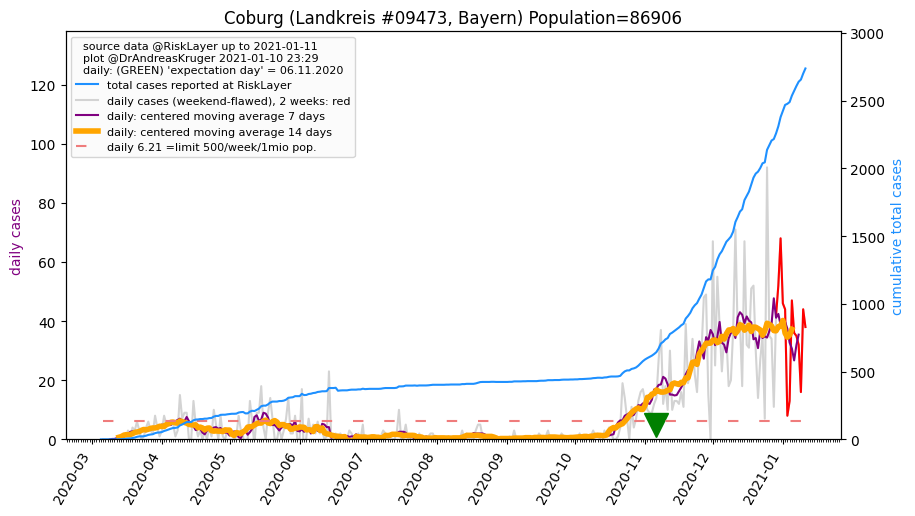 Coburg (Landkreis #09473, Bayern) Population=86906
source data @RiskLayer up to 2021-01-11
plot @DrAndreasKruger 2021-01-10 23:29
daily: (GREEN) 'expectation day' = 06.11.2020
total cases reported at RiskLayer
daily cases (weekend-flawed), 2 weeks: red
daily: centered moving average 7 days
daily: centered moving average 14 days
daily 6.21 =limit 500/week/1mio pop.
daily cases
120
100
80
60
40
20
0
cumulative total cases
3000
2500
2000
1500
1000
500
0
2020-03
2020-04
2020-05
2020-06
2020-07
2020-08
2020-09
2020-10
2020-11
2020-12
2021-01